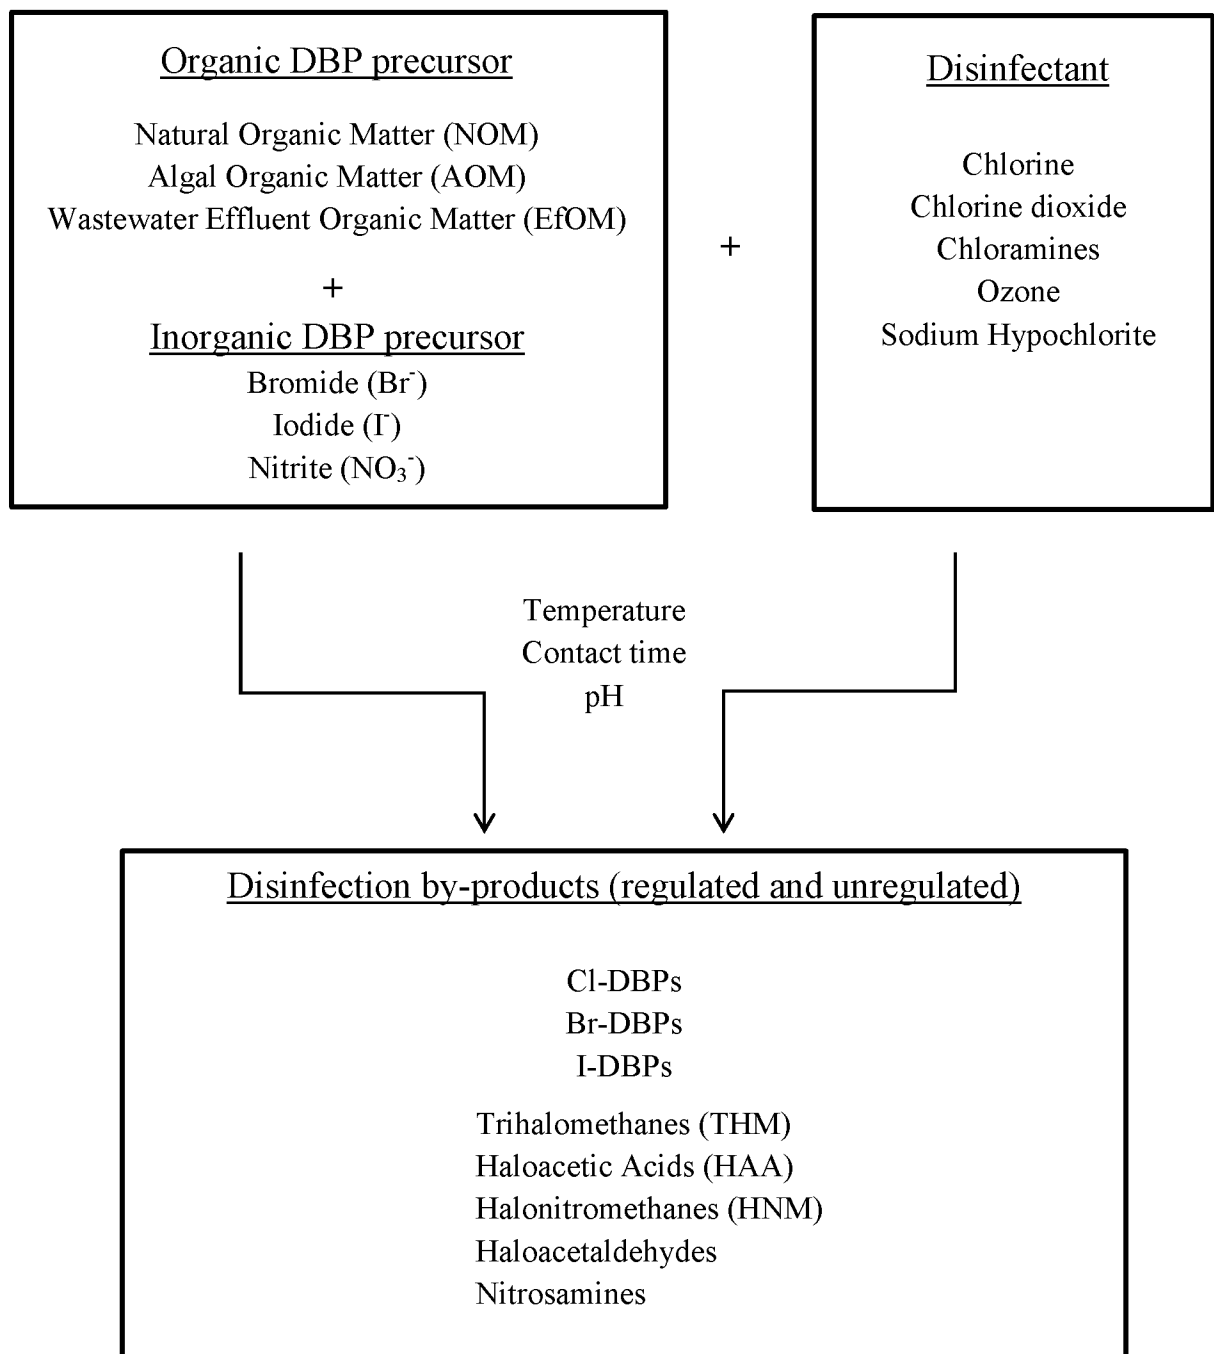 Organic DBP precursor
Natural Organic Matter (NOM)
Algal Organic Matter (AOM)
Wastewater Effluent Organic Matter (EfOM)
+
Inorganic DBP precursor
Bromide (Br⁻)
Iodide (I⁻)
Nitrite (NO₃⁻)
+
Disinfectant
Chlorine
Chlorine dioxide
Chloramines
Ozone
Sodium Hypochlorite
Temperature
Contact time
pH
Disinfection by-products (regulated and unregulated)
Cl-DBPs
Br-DBPs
I-DBPs
Trihalomethanes (THM)
Haloacetic Acids (HAA)
Halonitromethanes (HNM)
Haloacetaldehydes
Nitrosamines